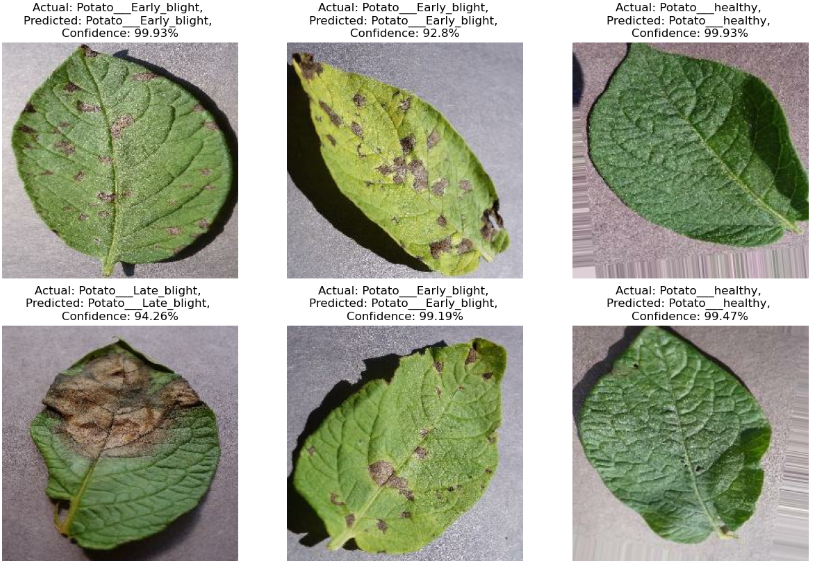 Actual: Potato___Early_blight,
Predicted: Potato___Early_blight,
Confidence: 99.93%
Actual: Potato___Early_blight,
Predicted: Potato___Early_blight,
Confidence: 92.8%
Actual: Potato___healthy,
Predicted: Potato___healthy,
Confidence: 99.93%
Actual: Potato___Late_blight,
Predicted: Potato___Late_blight,
Confidence: 94.26%
Actual: Potato___Early_blight,
Predicted: Potato___Early_blight,
Confidence: 99.19%
Actual: Potato___healthy,
Predicted: Potato___healthy,
Confidence: 99.47%